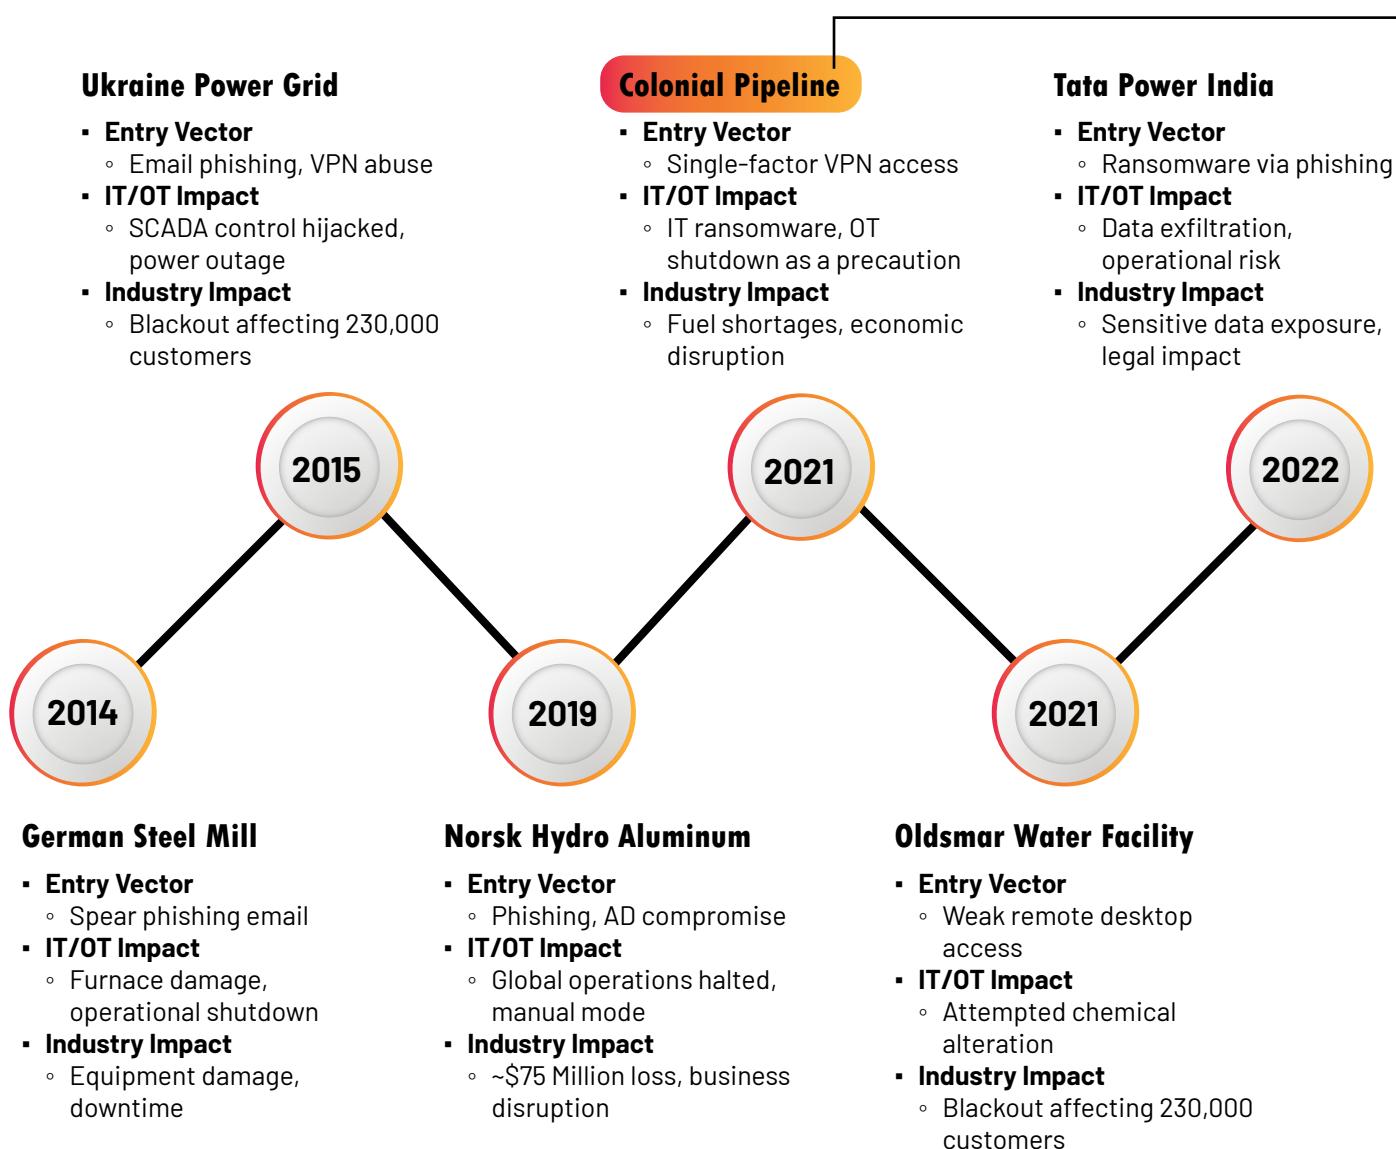 Ukraine Power Grid
▪ Entry Vector
◦ Email phishing, VPN abuse
▪ IT/OT Impact
◦ SCADA control hijacked,
power outage
▪ Industry Impact
◦ Blackout affecting 230,000
customers
Colonial Pipeline
▪ Entry Vector
◦ Single-factor VPN access
▪ IT/OT Impact
◦ IT ransomware, OT
shutdown as a precaution
▪ Industry Impact
◦ Fuel shortages, economic
disruption
Tata Power India
▪ Entry Vector
◦ Ransomware via phishing
▪ IT/OT Impact
◦ Data exfiltration,
operational risk
▪ Industry Impact
◦ Sensitive data exposure,
legal impact
2015
2021
2022
2014
2019
2021
German Steel Mill
▪ Entry Vector
◦ Spear phishing email
▪ IT/OT Impact
◦ Furnace damage,
operational shutdown
▪ Industry Impact
◦ Equipment damage,
downtime
Norsk Hydro Aluminum
▪ Entry Vector
◦ Phishing, AD compromise
▪ IT/OT Impact
◦ Global operations halted,
manual mode
▪ Industry Impact
◦ ~$75 Million loss, business
disruption
Oldsmar Water Facility
▪ Entry Vector
◦ Weak remote desktop
access
▪ IT/OT Impact
◦ Attempted chemical
alteration
▪ Industry Impact
◦ Blackout affecting 230,000
customers